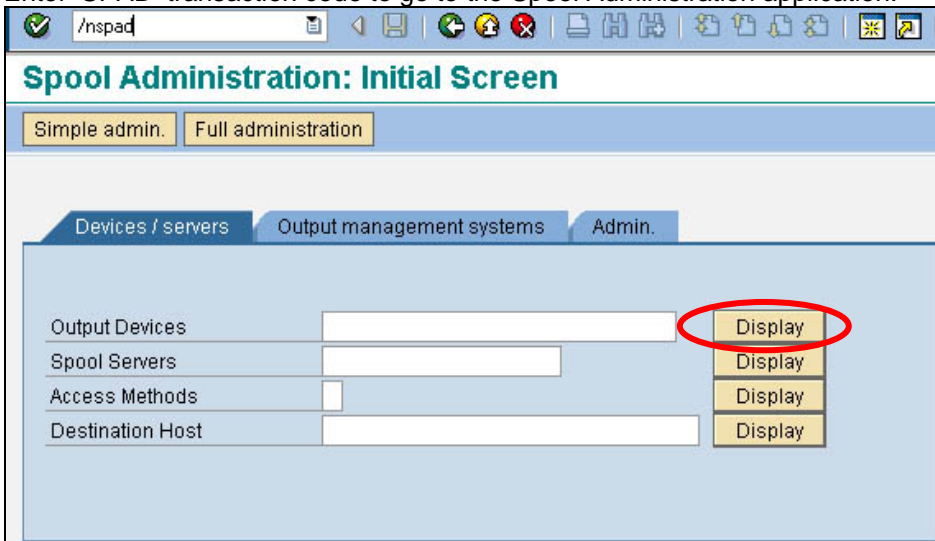 /nspad
Spool Administration: Initial Screen
Simple admin. Full administration
Devices / servers Output management systems Admin.
Output Devices Display
Spool Servers Display
Access Methods Display
Destination Host Display